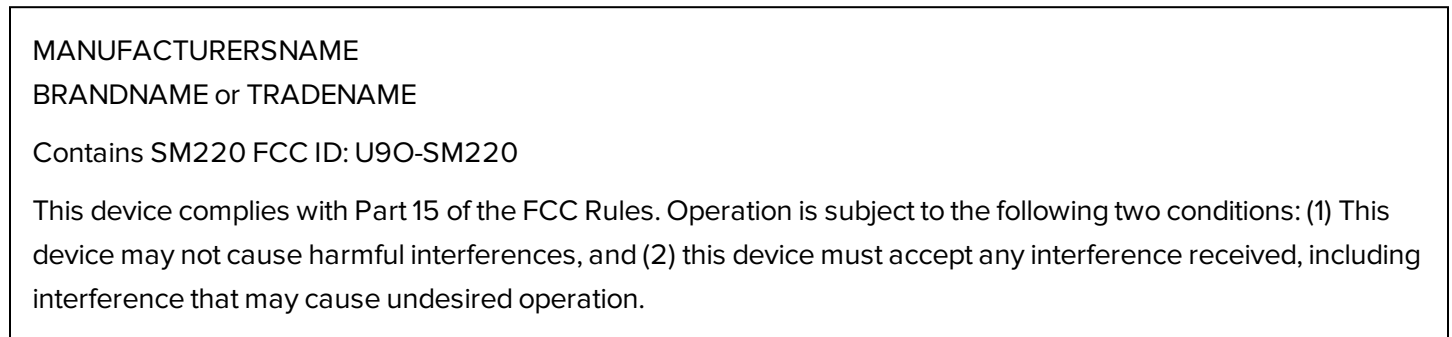 MANUFACTURERSNAME
BRANDNAME or TRADENAME
Contains SM220 FCC ID: U9O-SM220
This device complies with Part 15 of the FCC Rules. Operation is subject to the following two conditions: (1) This
device may not cause harmful interferences, and (2) this device must accept any interference received, including
interference that may cause undesired operation.